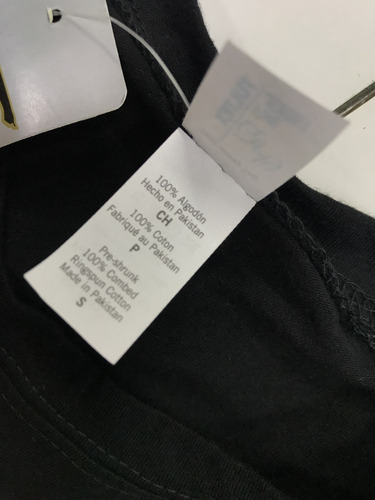 100% Algodón
Hecho en Pakistan
CH
100% Coton
Fabriqué au Pakistan
P
Pre-shrunk
100% Combed
Ringspun Cotton
Made in Pakistan
S